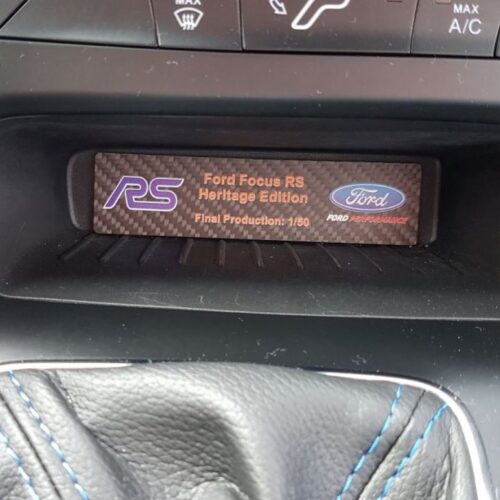 MAX
MAX
A/C
RS
Ford Focus RS
Heritage Edition
Final Production: 1/50
Ford
FORD PERFORMANCE